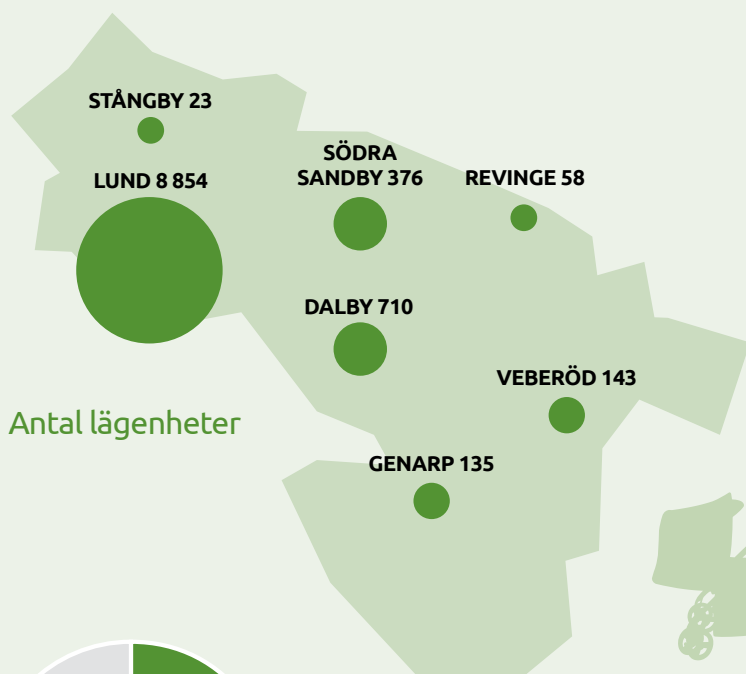 STÅNGBY 23
LUND 8 854
SÖDRA
SANDBY 376
REVINGE 58
DALBY 710
VEBERÖD 143
Antal lägenheter
GENARP 135